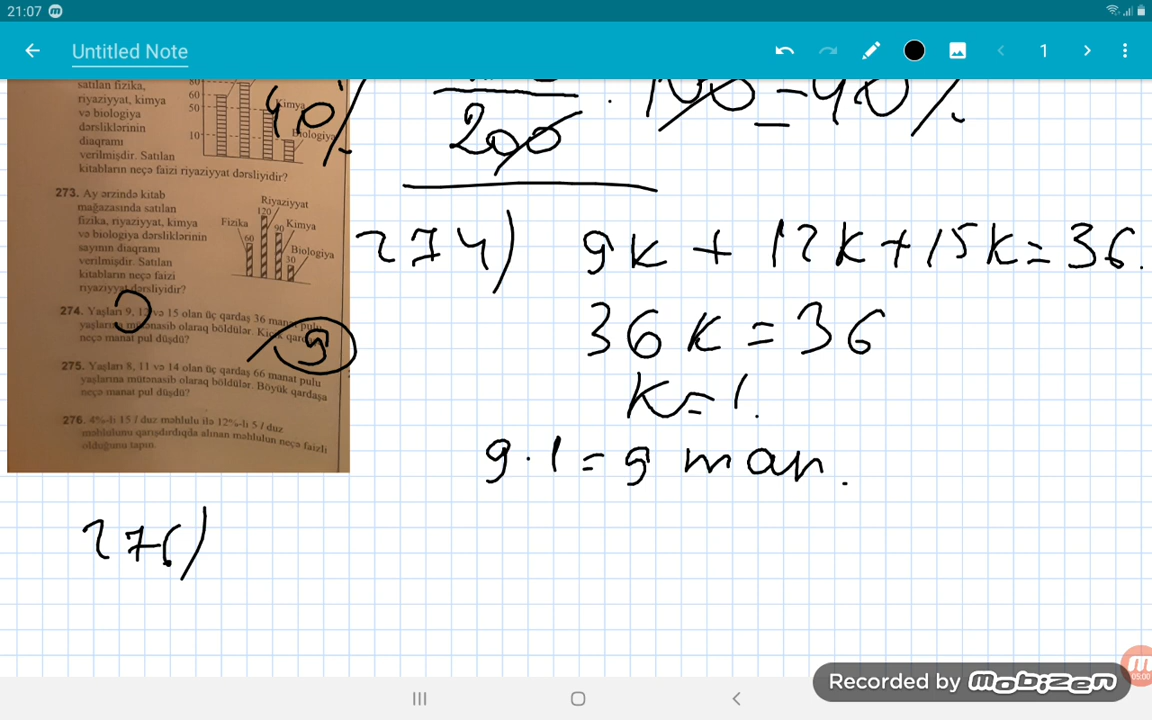 21:07
Untitled Note
1
satılan fizika,
riyaziyyat, kimya
və biologiya
dərsliklərinin
diaqramı
verilmişdir. Satılan
kitabların neçə faizi riyaziyyat dərsliyidir?
80
60
50
10
Kimya
Biologiya
40%
200
· 100 = 40%.
273. Ay ərzində kitab
mağazasında satılan
fizika, riyaziyyat, kimya
və biologiya dərsliklərinin
sayının diaqramı
verilmişdir. Satılan
kitabların neçə faizi
riyaziyyat dərsliyidir?
Riyaziyyat
120
Fizika
90 Kimya
60
Biologiya
30
274. Yaşları 9, 12 və 15 olan üç qardaş 36 manat pulu
yaşlarına mütənasib olaraq böldülər. Kiçik qardaşa
neçə manat pul düşdü?
9
275. Yaşları 8, 11 və 14 olan üç qardaş 66 manat pulu
yaşlarına mütənasib olaraq böldülər. Böyük qardaşa
neçə manat pul düşdü?
276. 4%-li 15 l duz məhlulu ilə 12%-li 5 l duz
məhlulunu qarışdırdıqda alınan məhlulun neçə faizli
olduğunu tapın.
274) 9k + 12k + 15k = 36.
36k = 36
k = 1.
9 · 1 = 9 man.
Recorded by mobizen
05:00